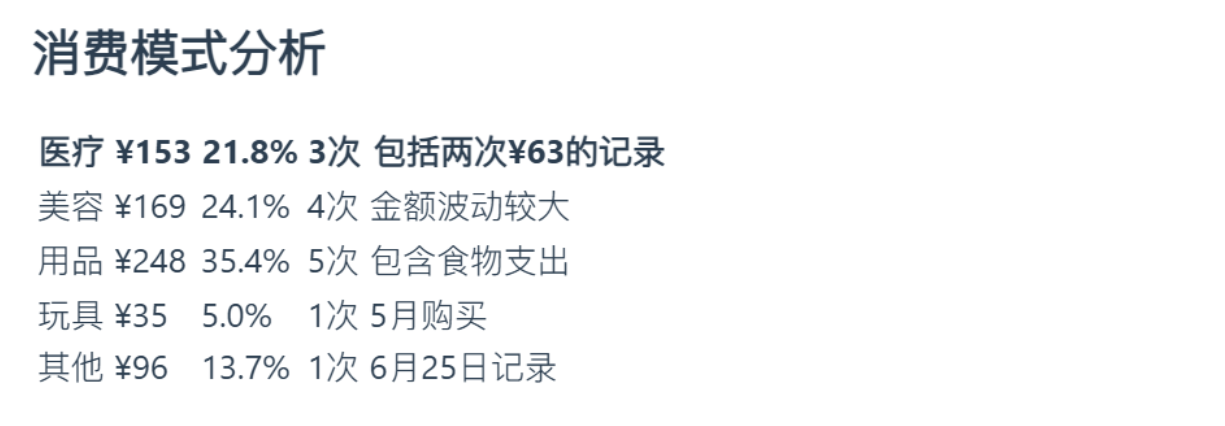 消费模式分析
医疗 ¥153 21.8% 3次 包括两次¥63的记录
美容 ¥169 24.1% 4次 金额波动较大
用品 ¥248 35.4% 5次 包含食物支出
玩具 ¥35 5.0% 1次 5月购买
其他 ¥96 13.7% 1次 6月25日记录